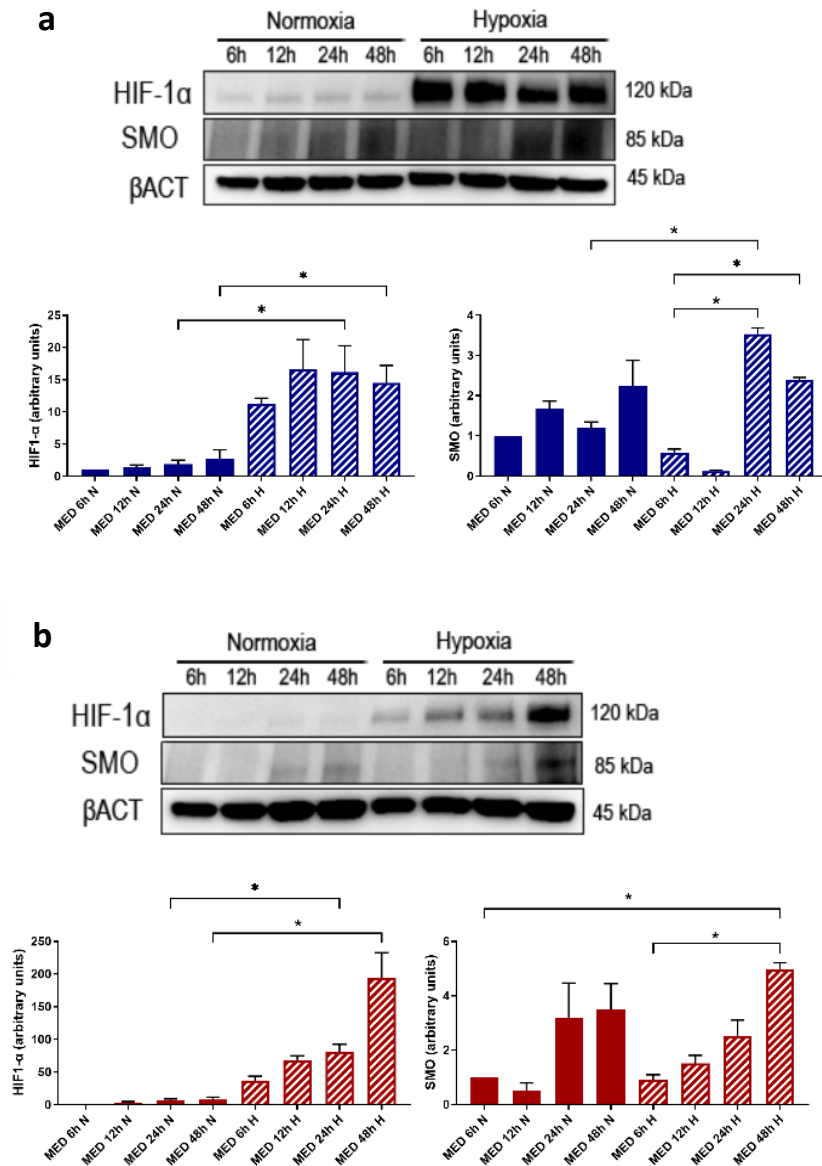 a
Normoxia Hypoxia
6h 12h 24h 48h 6h 12h 24h 48h
HIF-1α 120 kDa
SMO 85 kDa
βACT 45 kDa
*
*
HIF1-α (arbitrary units)
25
20
15
10
5
0
MED 6h N
MED 12h N
MED 24h N
MED 48h N
MED 6h H
MED 12h H
MED 24h H
MED 48h H
*
*
*
SMO (arbitrary units)
4
3
2
1
0
MED 6h N
MED 12h N
MED 24h N
MED 48h N
MED 6h H
MED 12h H
MED 24h H
MED 48h H
b
Normoxia Hypoxia
6h 12h 24h 48h 6h 12h 24h 48h
HIF-1α 120 kDa
SMO 85 kDa
βACT 45 kDa
*
*
HIF1-α (arbitrary units)
250
200
150
100
50
0
MED 6h N
MED 12h N
MED 24h N
MED 48h N
MED 6h H
MED 12h H
MED 24h H
MED 48h H
*
*
SMO (arbitrary units)
6
4
2
0
MED 6h N
MED 12h N
MED 24h N
MED 48h N
MED 6h H
MED 12h H
MED 24h H
MED 48h H